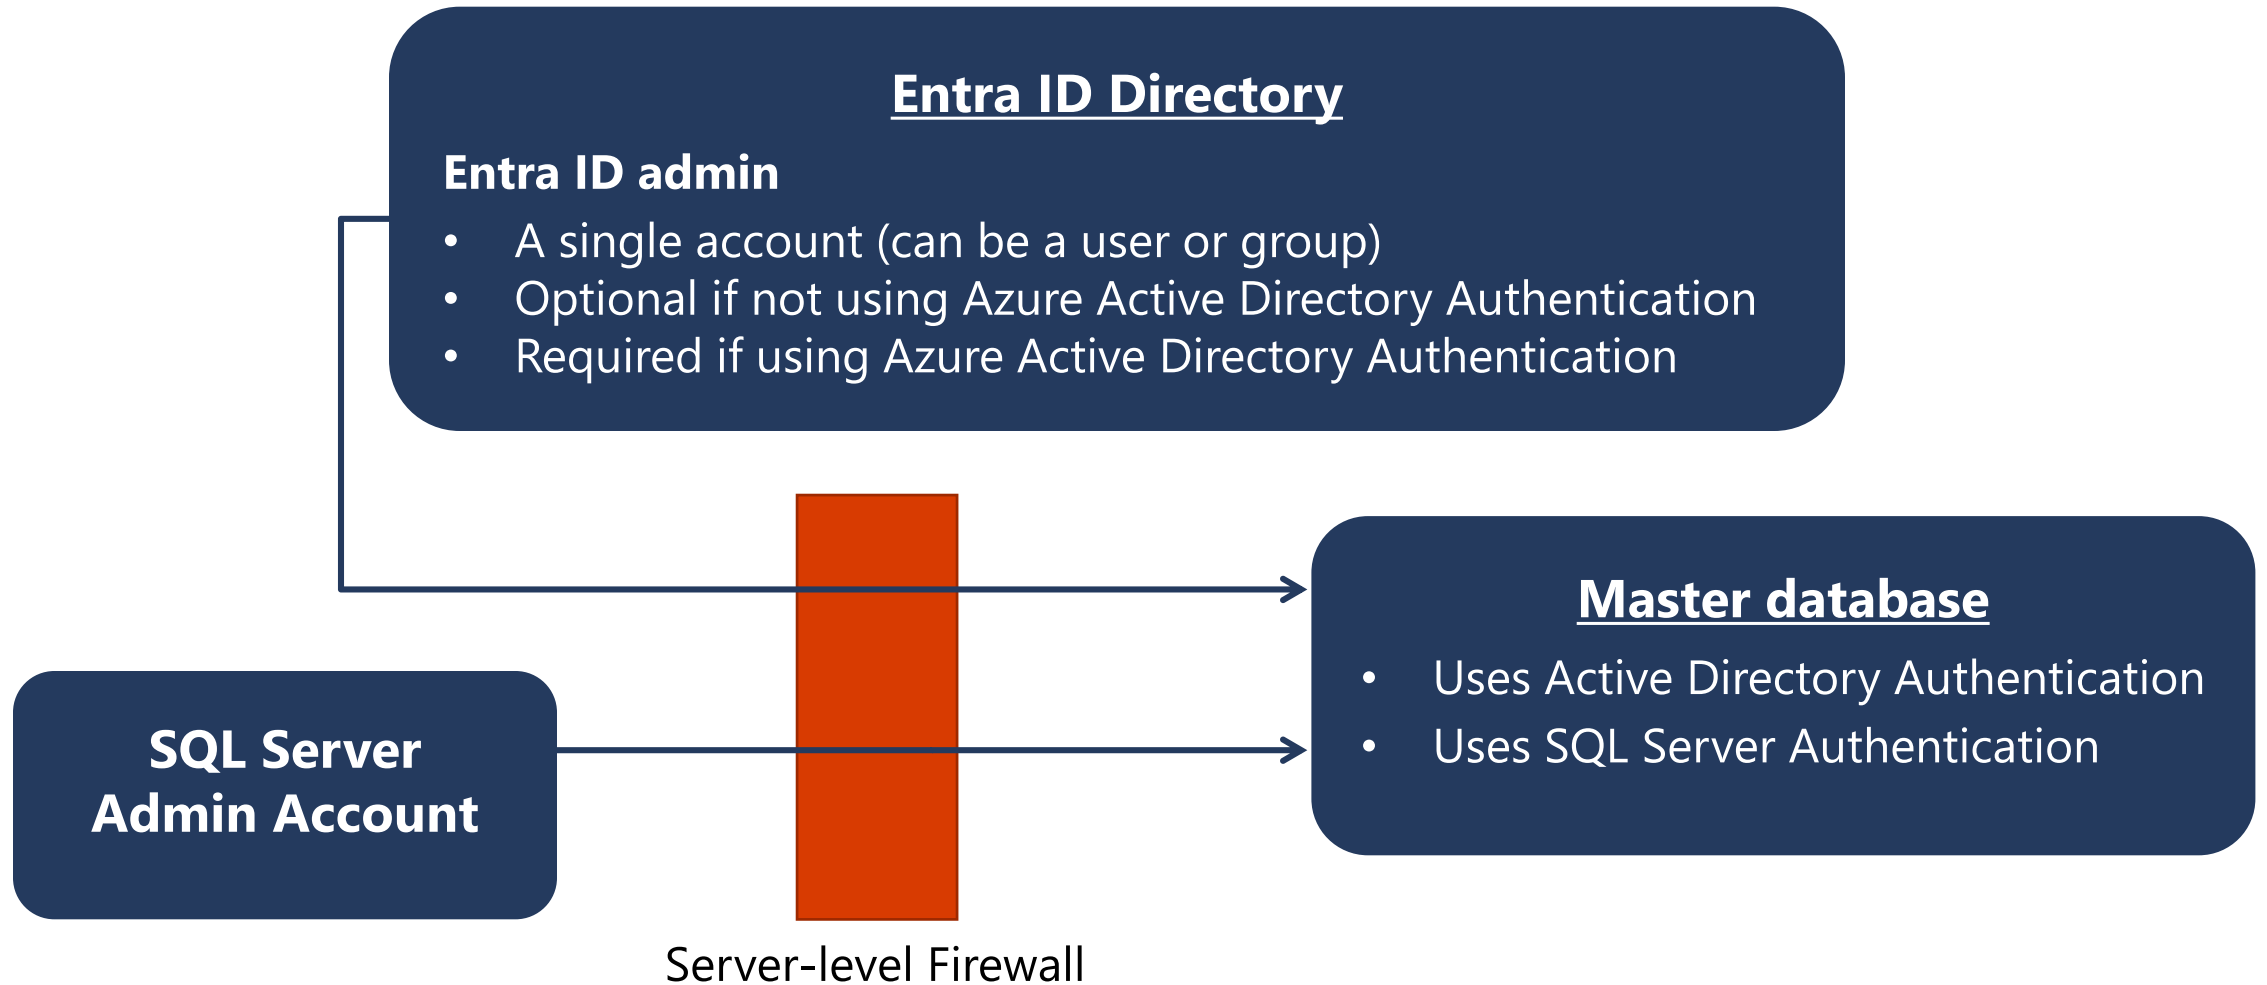 Entra ID Directory
Entra ID admin
• A single account (can be a user or group)
• Optional if not using Azure Active Directory Authentication
• Required if using Azure Active Directory Authentication
Master database
• Uses Active Directory Authentication
• Uses SQL Server Authentication
SQL Server
Admin Account
Server-level Firewall